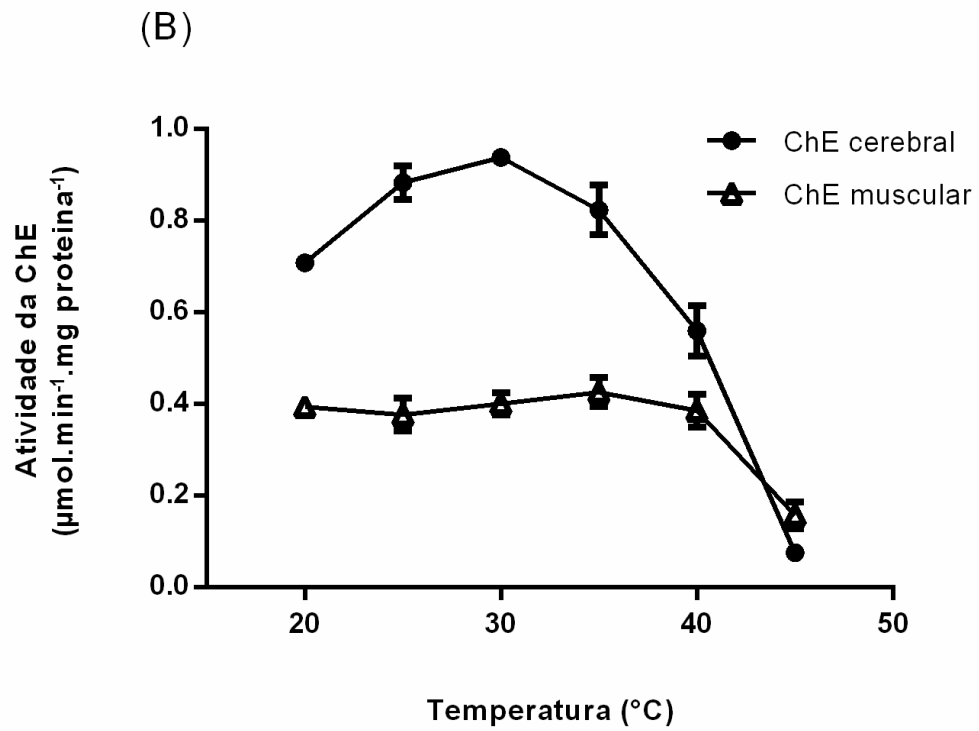 (B)
ChE cerebral
ChE muscular
Atividade da ChE
(µmol.min⁻¹.mg proteina⁻¹)
1.0
0.8
0.6
0.4
0.2
0.0
20 30 40 50
Temperatura (°C)